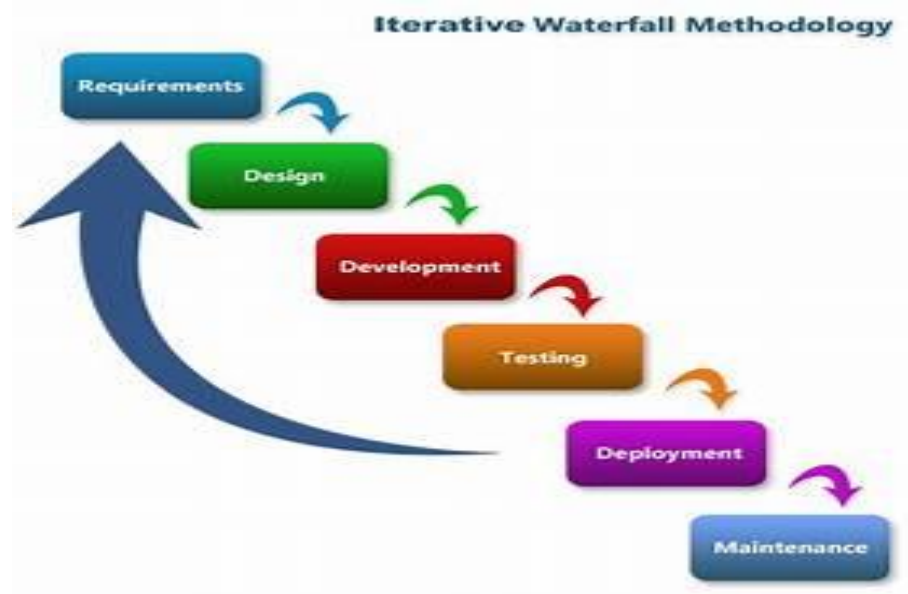 Iterative Waterfall Methodology
Requirements
Design
Development
Testing
Deployment
Maintenance